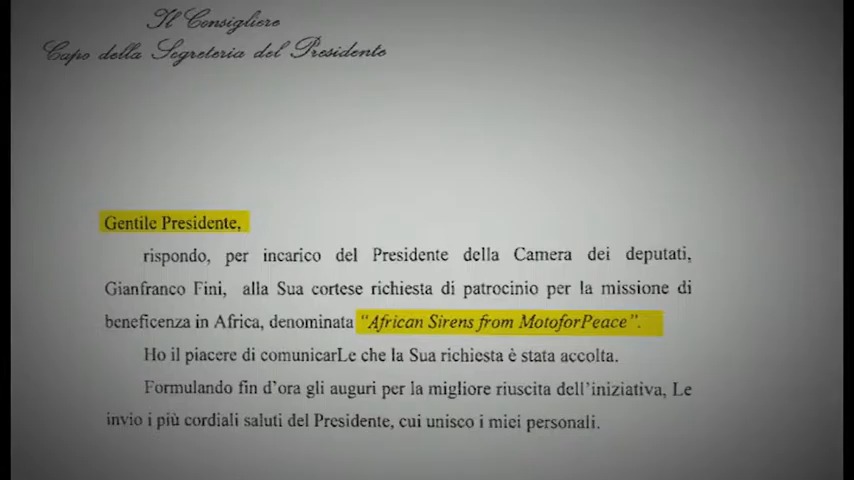 Il Consigliere
Capo della Segreteria del Presidente
Gentile Presidente,
rispondo, per incarico del Presidente della Camera dei deputati,
Gianfranco Fini, alla Sua cortese richiesta di patrocinio per la missione di
beneficenza in Africa, denominata "African Sirens from MotoforPeace".
Ho il piacere di comunicarLe che la Sua richiesta è stata accolta.
Formulando fin d'ora gli auguri per la migliore riuscita dell'iniziativa, Le
invio i più cordiali saluti del Presidente, cui unisco i miei personali.